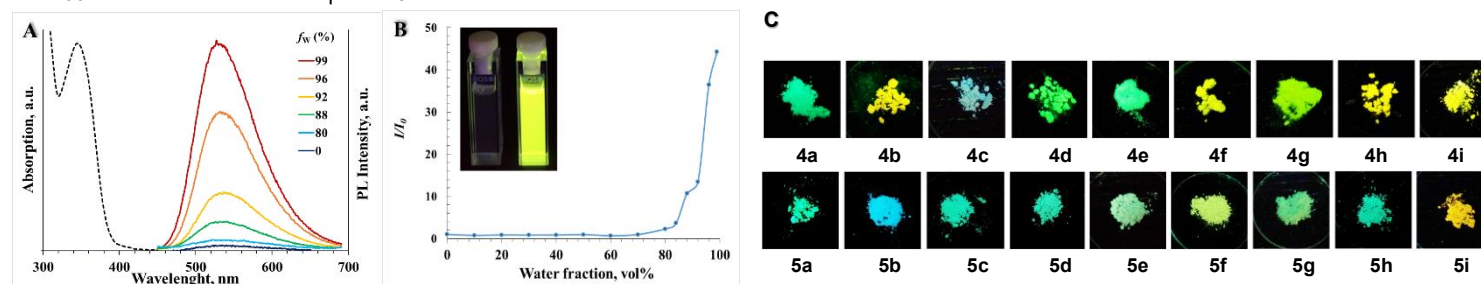 A
Absorption, a.u.
f_W (%)
99
96
92
88
80
0
PL Intensity, a.u.
300 400 500 600 700
Wavelenght, nm
B
I/I_0
50
40
30
20
10
0
0 20 40 60 80 100
Water fraction, vol%
C
4a 4b 4c 4d 4e 4f 4g 4h 4i
5a 5b 5c 5d 5e 5f 5g 5h 5i